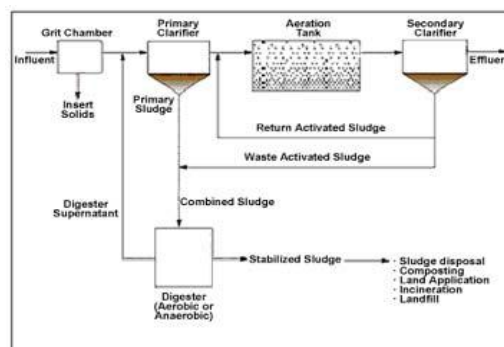 Grit Chamber
Primary
Clarifier
Aeration
Tank
Secondary
Clarifier
Influent
Effluen
Insert
Solids
Primary
Sludge
Return Activated Sludge
Waste Activated Sludge
Digester
Supernatant
Combined Sludge
Stabilized Sludge
· Sludge disposal
· Composting
· Land Application
· Incineration
· Landfill
Digester
(Aerobic or
Anaerobic)